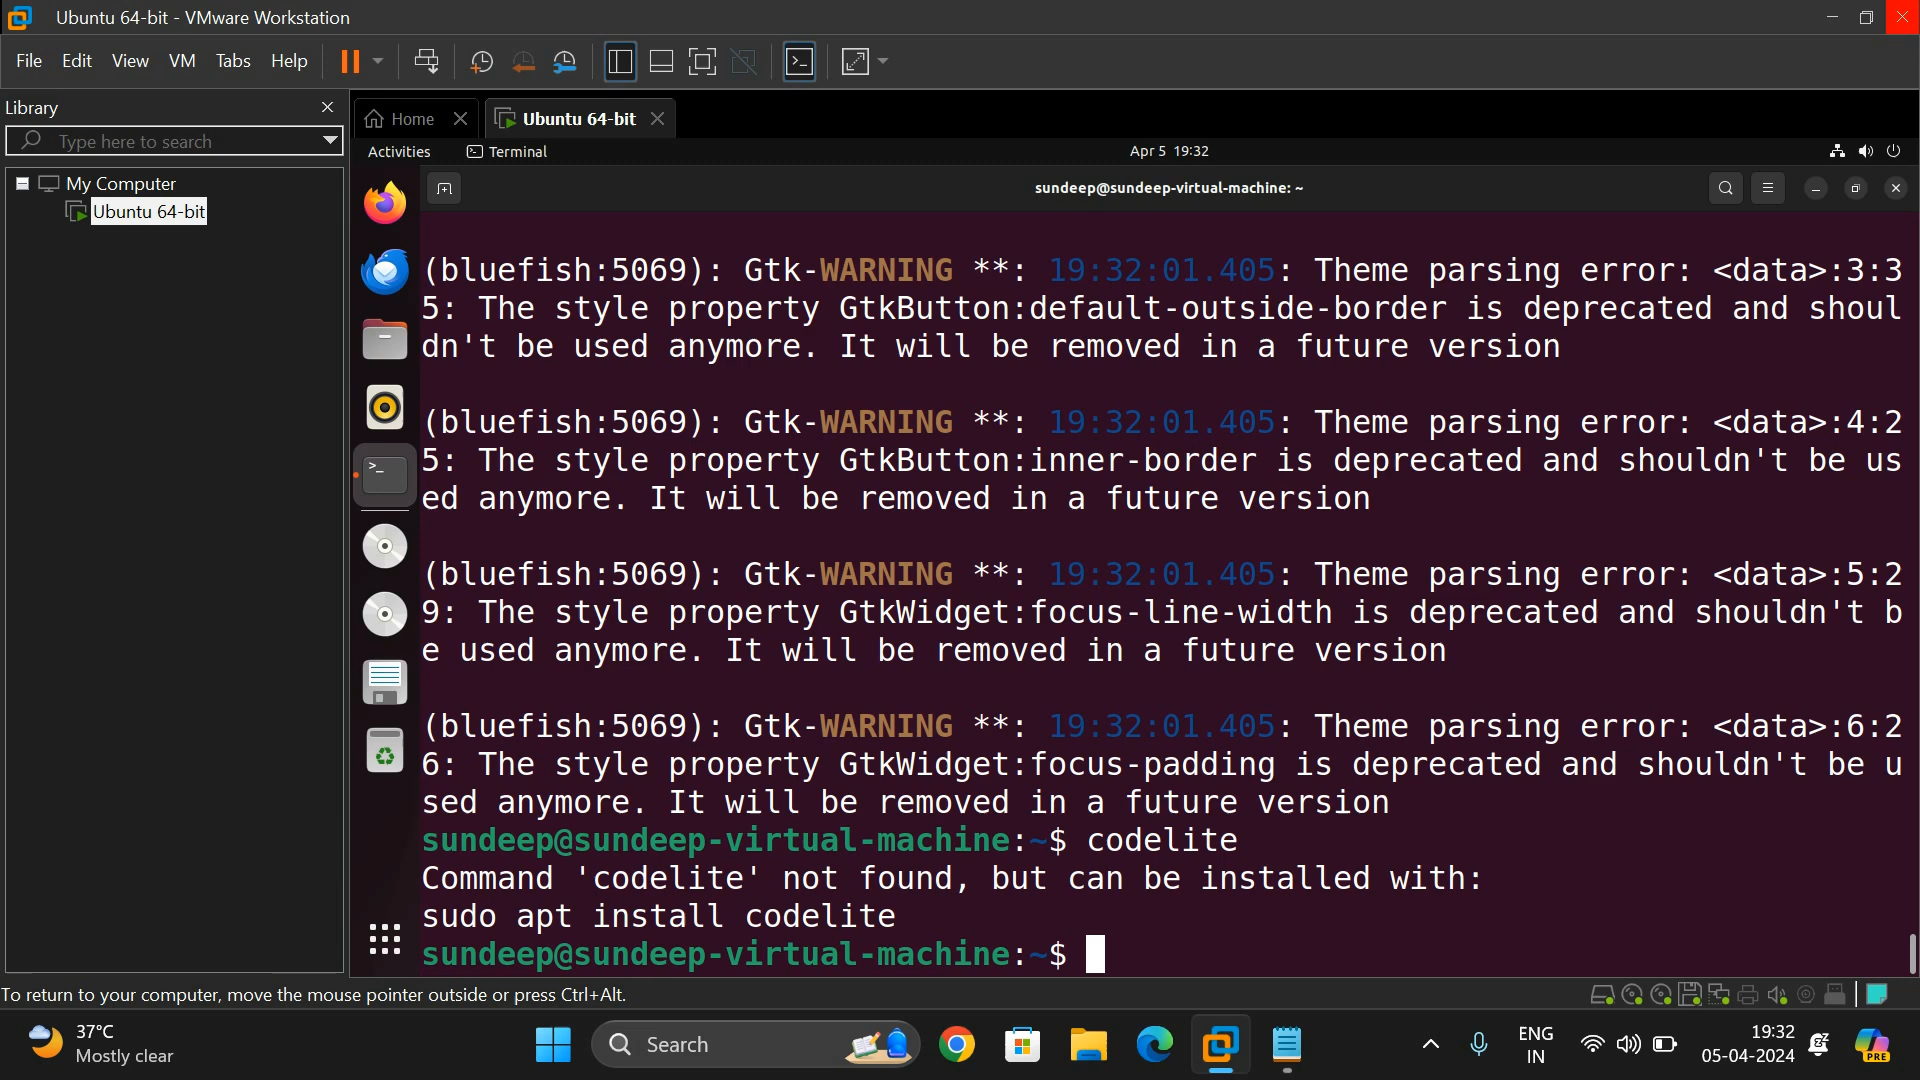 Ubuntu 64-bit - VMware Workstation
File Edit View VM Tabs Help
Library
Type here to search
My Computer
Ubuntu 64-bit
Home
Ubuntu 64-bit
Activities
Terminal
Apr 5 19:32
sundeep@sundeep-virtual-machine: ~
(bluefish:5069): Gtk-WARNING **: 19:32:01.405: Theme parsing error: <data>:3:3
5: The style property GtkButton:default-outside-border is deprecated and shoul
dn't be used anymore. It will be removed in a future version
(bluefish:5069): Gtk-WARNING **: 19:32:01.405: Theme parsing error: <data>:4:2
5: The style property GtkButton:inner-border is deprecated and shouldn't be us
ed anymore. It will be removed in a future version
(bluefish:5069): Gtk-WARNING **: 19:32:01.405: Theme parsing error: <data>:5:2
9: The style property GtkWidget:focus-line-width is deprecated and shouldn't b
e used anymore. It will be removed in a future version
(bluefish:5069): Gtk-WARNING **: 19:32:01.405: Theme parsing error: <data>:6:2
6: The style property GtkWidget:focus-padding is deprecated and shouldn't be u
sed anymore. It will be removed in a future version
sundeep@sundeep-virtual-machine:~$ codelite
Command 'codelite' not found, but can be installed with:
sudo apt install codelite
sundeep@sundeep-virtual-machine:~$
To return to your computer, move the mouse pointer outside or press Ctrl+Alt.
37°C
Mostly clear
Search
ENG
IN
19:32
05-04-2024
PRE